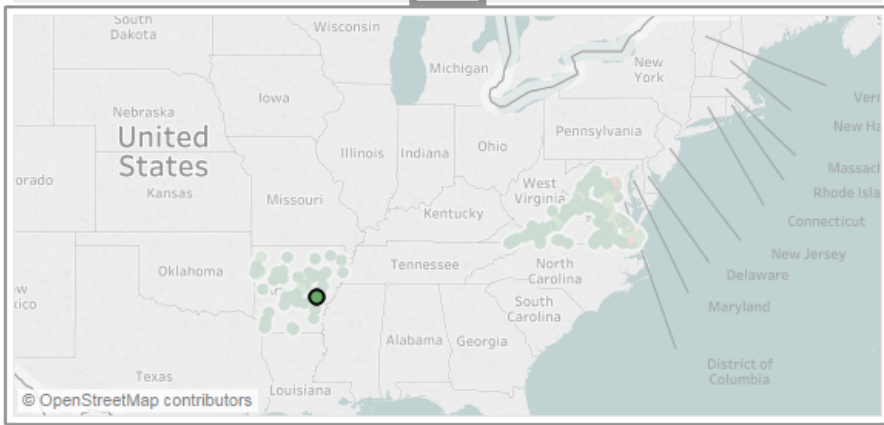 South
Dakota
Wisconsin
Michigan
New
York
Iowa
Nebraska
United
States
Pennsylvania
Verm
New Ha
Illinois
Indiana
Ohio
orado
Kansas
Missouri
West
Virginia
Massach
Rhode Isla
Connecticut
Kentucky
New Jersey
Oklahoma
Tennessee
North
Carolina
Delaware
w
xico
South
Carolina
Maryland
Alabama
Georgia
District of
Columbia
Texas
Louisiana
© OpenStreetMap contributors